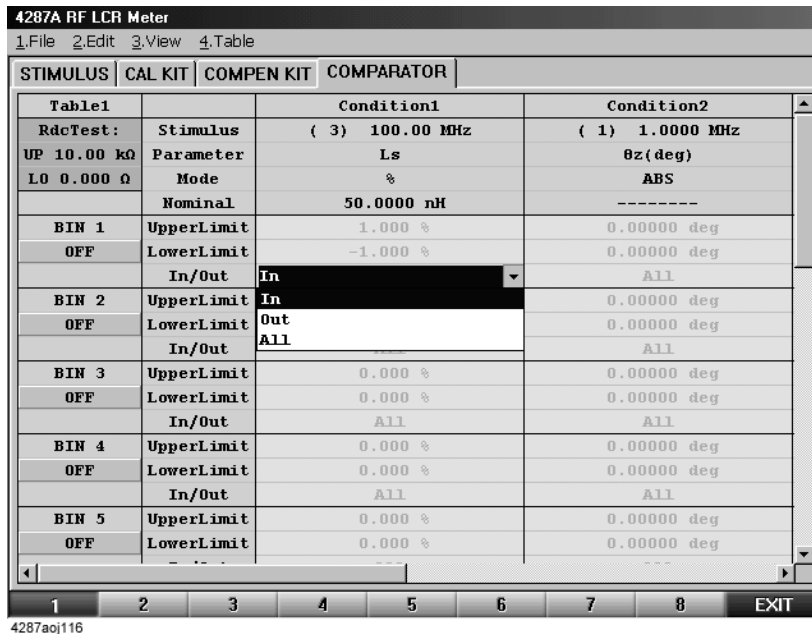 4287A RF LCR Meter
1.File 2.Edit 3.View 4.Table
STIMULUS CAL KIT COMPEN KIT COMPARATOR
Table1 Condition1 Condition2
RdcTest: Stimulus ( 3) 100.00 MHz ( 1) 1.0000 MHz
UP 10.00 kΩ Parameter Ls θz(deg)
LO 0.000 Ω Mode % ABS
Nominal 50.0000 nH --------
BIN 1 UpperLimit 1.000 % 0.00000 deg
OFF LowerLimit -1.000 % 0.00000 deg
In/Out In All
BIN 2 UpperLimit In 0.00000 deg
OFF LowerLimit Out 0.00000 deg
In/Out All All
BIN 3 UpperLimit 0.000 % 0.00000 deg
OFF LowerLimit 0.000 % 0.00000 deg
In/Out All All
BIN 4 UpperLimit 0.000 % 0.00000 deg
OFF LowerLimit 0.000 % 0.00000 deg
In/Out All All
BIN 5 UpperLimit 0.000 % 0.00000 deg
OFF LowerLimit 0.000 % 0.00000 deg
1 2 3 4 5 6 7 8 EXIT
4287aoj116